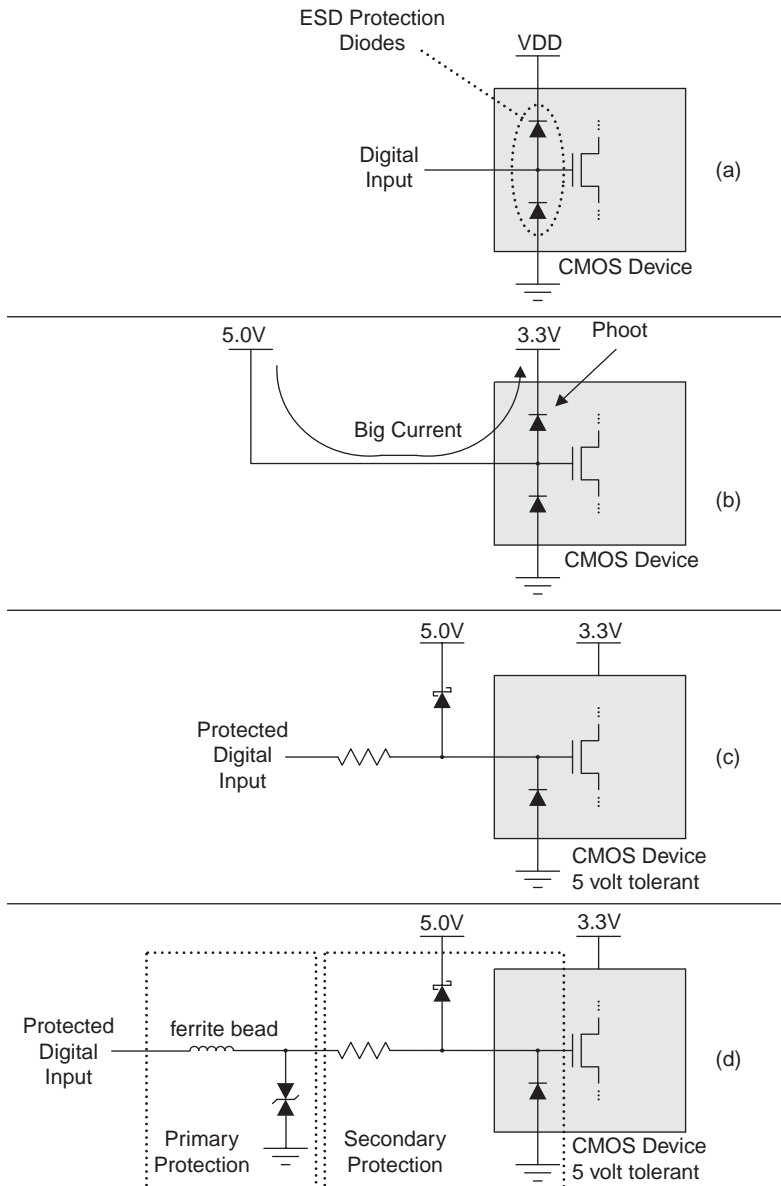 ESD Protection
Diodes
VDD
Digital
Input
(a)
CMOS Device
5.0V
3.3V
Phoot
Big Current
(b)
CMOS Device
5.0V
3.3V
Protected
Digital
Input
(c)
CMOS Device
5 volt tolerant
5.0V
3.3V
Protected
Digital
Input
ferrite bead
(d)
Primary
Protection
Secondary
Protection
CMOS Device
5 volt tolerant